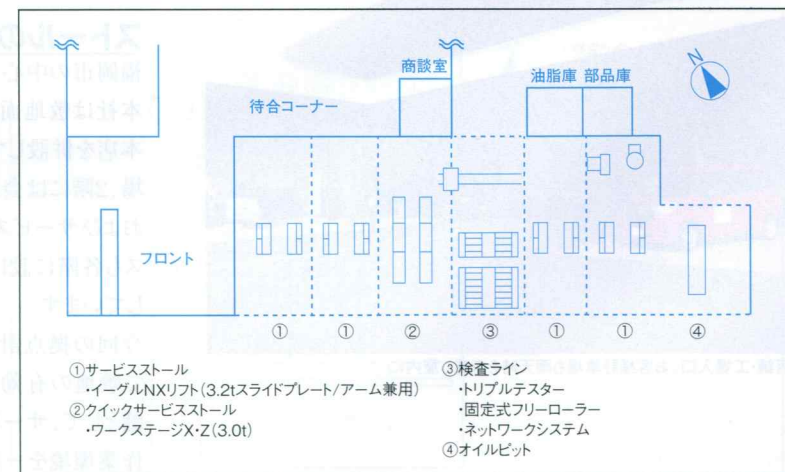 商談室
油脂庫 部品庫
N
待合コーナー
フロント
① ① ② ③ ① ① ④
①サービスストール
・イーグルNXリフト(3.2tスライドプレート/アーム兼用)
②クイックサービスストール
・ワークステージX・Z(3.0t)
③検査ライン
・トリプルテスター
・固定式フリーローラー
・ネットワークシステム
④オイルピット